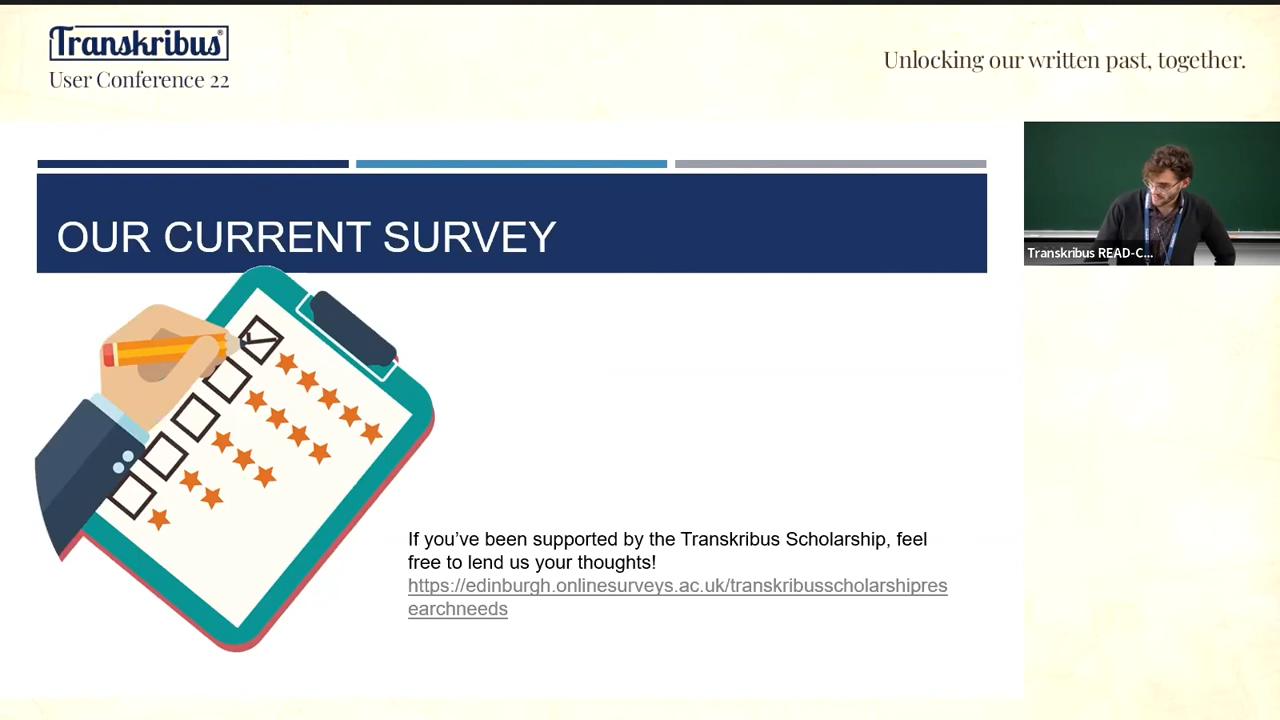 Transkribus®
User Conference 22
Unlocking our written past, together.
OUR CURRENT SURVEY
Transkribus READ-C...
If you've been supported by the Transkribus Scholarship, feel
free to lend us your thoughts!
https://edinburgh.onlinesurveys.ac.uk/transkribusscholarshipres
earchneeds